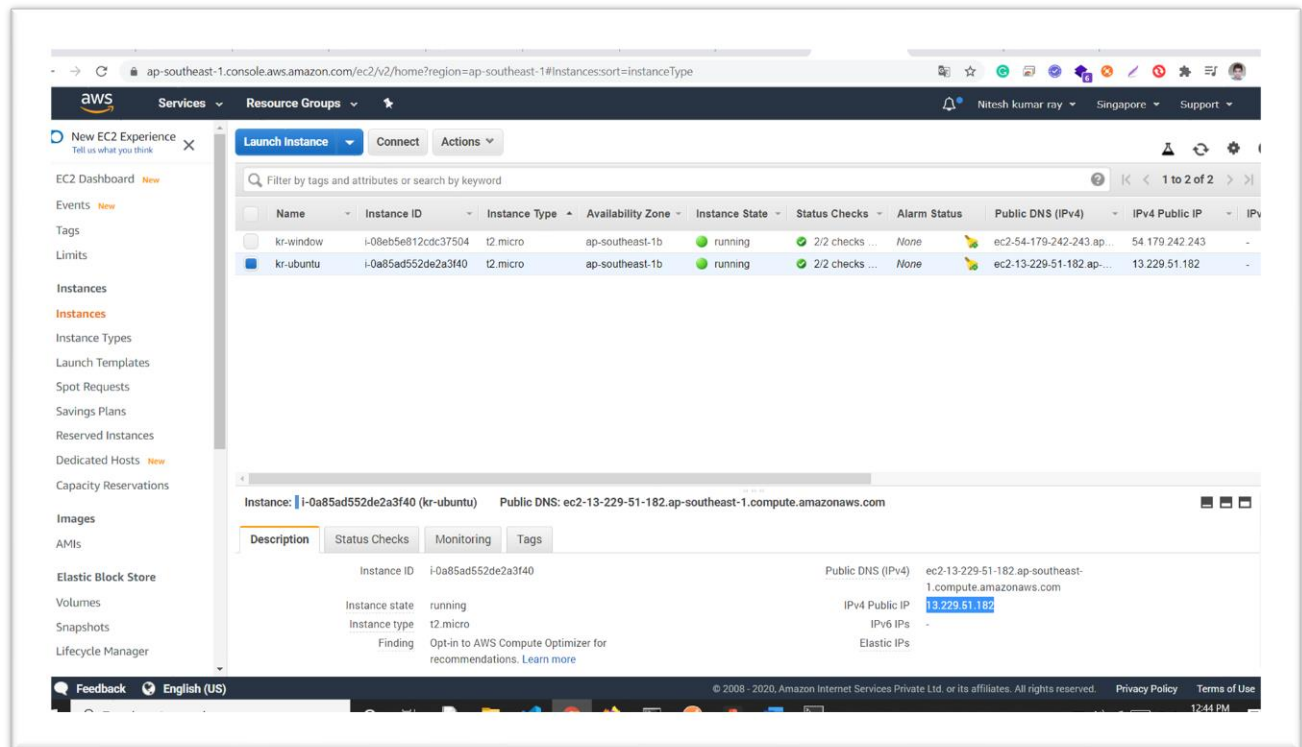 ap-southeast-1.console.aws.amazon.com/ec2/v2/home?region=ap-southeast-1#Instances:sort=instanceType
6
aws Services Resource Groups Nitesh kumar ray Singapore Support
New EC2 Experience
Tell us what you think
Launch Instance Connect Actions
EC2 Dashboard New
Events New
Tags
Limits
Instances
Instances
Instance Types
Launch Templates
Spot Requests
Savings Plans
Reserved Instances
Dedicated Hosts New
Capacity Reservations
Images
AMIs
Elastic Block Store
Volumes
Snapshots
Lifecycle Manager
Filter by tags and attributes or search by keyword 1 to 2 of 2
Name Instance ID Instance Type Availability Zone Instance State Status Checks Alarm Status Public DNS (IPv4) IPv4 Public IP IPv
kr-window i-08eb5e812cdc37504 t2.micro ap-southeast-1b running 2/2 checks ... None ec2-54-179-242-243.ap... 54.179.242.243 -
kr-ubuntu i-0a85ad552de2a3f40 t2.micro ap-southeast-1b running 2/2 checks ... None ec2-13-229-51-182.ap-... 13.229.51.182 -
Instance: i-0a85ad552de2a3f40 (kr-ubuntu) Public DNS: ec2-13-229-51-182.ap-southeast-1.compute.amazonaws.com
Description Status Checks Monitoring Tags
Instance ID i-0a85ad552de2a3f40 Public DNS (IPv4) ec2-13-229-51-182.ap-southeast-
1.compute.amazonaws.com
Instance state running IPv4 Public IP 13.229.51.182
Instance type t2.micro IPv6 IPs -
Finding Opt-in to AWS Compute Optimizer for Elastic IPs
recommendations. Learn more
Feedback English (US) © 2008 - 2020, Amazon Internet Services Private Ltd. or its affiliates. All rights reserved. Privacy Policy Terms of Use
12:44 PM